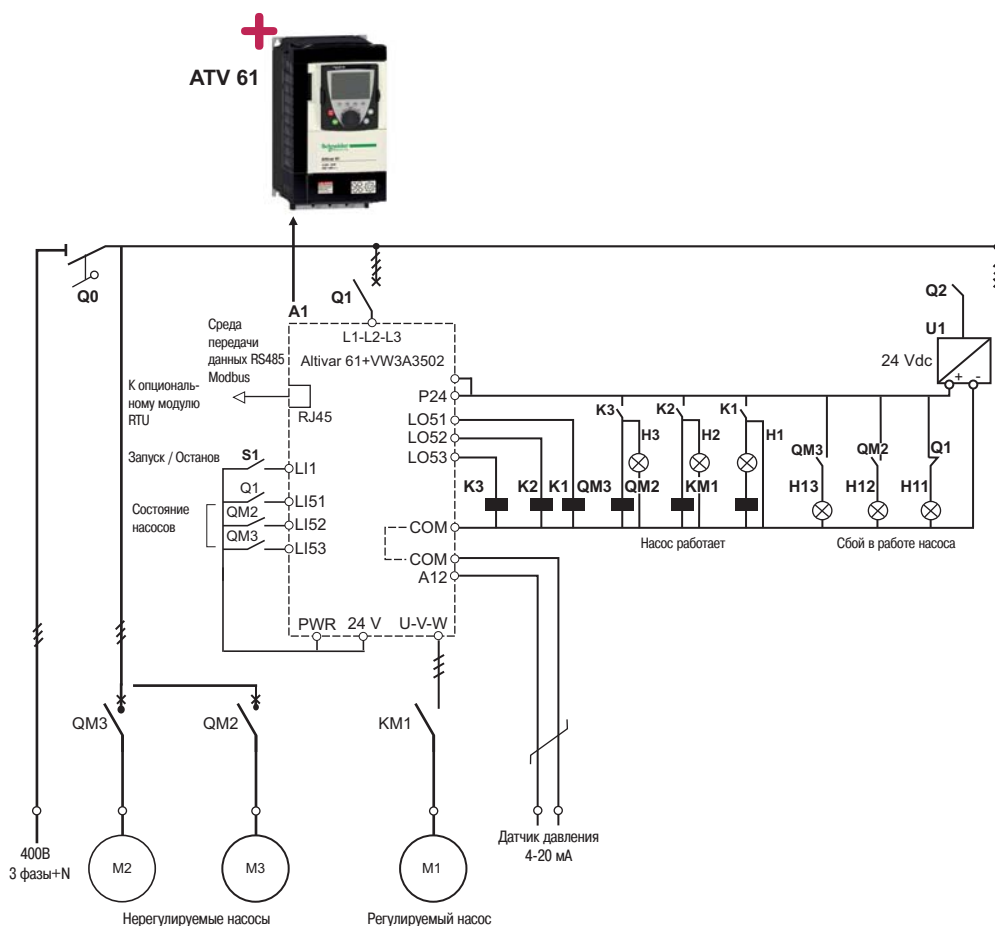 ATV 61
Schneider
Q0
Q1
Q2
A1
U1
24 Vdc
+ -
Среда
передачи
данных RS485
Modbus
К опциональ-
ному модулю
RTU
L1-L2-L3
Altivar 61+VW3A3502
RJ45
P24
LO51
LO52
LO53
Запуск / Останов
S1
LI1
Состояние
насосов
Q1
LI51
QM2
LI52
QM3
LI53
COM
COM
A12
PWR 24 V U-V-W
K3 K2 K1
K3 H3 K2 H2 K1 H1
QM3 QM2 KM1
QM3 QM2 Q1
H13 H12 H11
Насос работает
Сбой в работе насоса
QM3
QM2
KM1
400В
3 фазы+N
M2
M3
M1
Датчик давления
4-20 мА
Нерегулируемые насосы
Регулируемый насос